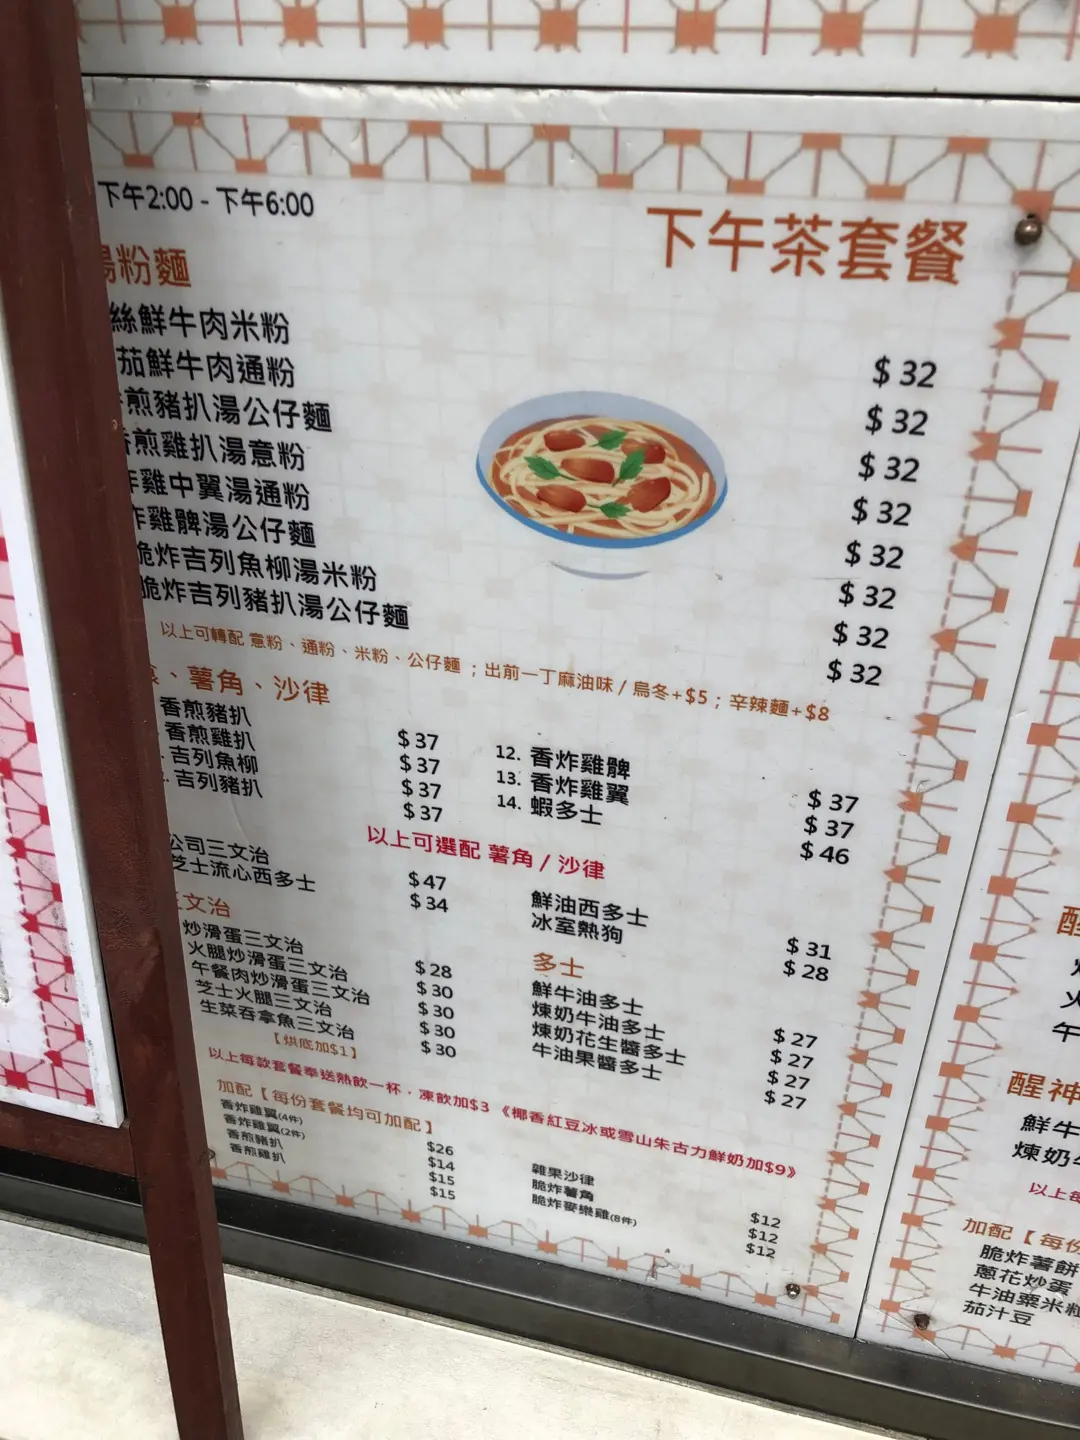 下午2:00 - 下午6:00
下午茶套餐
湯粉麵
絲鮮牛肉米粉 $32
茄鮮牛肉通粉 $32
香煎豬扒湯公仔麵 $32
香煎雞扒湯意粉 $32
炸雞中翼湯通粉 $32
炸雞髀湯公仔麵 $32
脆炸吉列魚柳湯米粉 $32
脆炸吉列豬扒湯公仔麵 $32
以上可轉配 意粉、通粉、米粉、公仔麵 ; 出前一丁麻油味 / 烏冬+$5 ; 辛辣麵+$8
、薯角、沙律
香煎豬扒 $37
香煎雞扒 $37
吉列魚柳 $37
吉列豬扒 $37
12. 香炸雞髀 $37
13. 香炸雞翼 $37
14. 蝦多士 $46
以上可選配 薯角 / 沙律
公司三文治 $47
芝士流心西多士 $34
鮮油西多士 $31
冰室熱狗 $28
三文治
炒滑蛋三文治 $28
火腿炒滑蛋三文治 $30
午餐肉炒滑蛋三文治 $30
芝士火腿三文治 $30
生菜吞拿魚三文治 $30
【烘底加$1】
多士
鮮牛油多士 $27
煉奶牛油多士 $27
煉奶花生醬多士 $27
牛油果醬多士 $27
以上每款套餐奉送熱飲一杯，凍飲加$3 《椰香紅豆冰或雪山朱古力鮮奶加$9》
加配【每份套餐均可加配】
香炸雞翼(4件) $26
香炸雞翼(2件) $14
香煎豬扒 $15
香煎雞扒 $15
雜果沙律 $12
脆炸薯角 $12
脆炸麥樂雞(8件) $12
醒
火
午
醒神
鮮牛
煉奶牛
以上每
加配【每份
脆炸薯餅
蔥花炒蛋
牛油粟米粒
茄汁豆